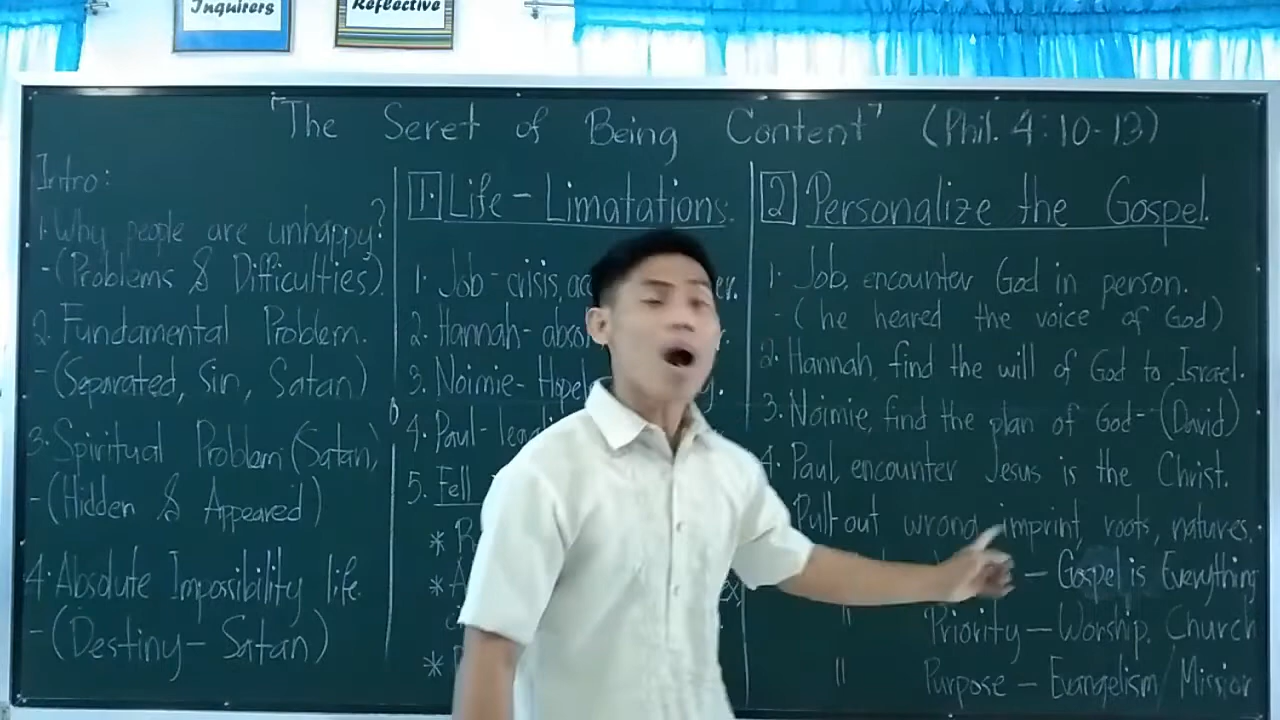 Inquirers
Reflective
"The Seret of Being Content" (Phil. 4:10-13)
Intro:
1. Why people are unhappy?
-(Problems & Difficulties).
2. Fundamental Problem.
-(Separated, Sin, Satan)
3. Spiritual Problem (Satan,
-(Hidden & Appeared)
4. Absolute Impossibility life.
-(Destiny - Satan)
1. Life - Limatations.
1. Job - crisis,
2. Hannah -
3. Noimie -
4. Paul -
5. Fell
*
*
*
2 Personalize the Gospel.
1. Job, encounter God in person.
- (he heared the voice of God)
2. Hannah, find the will of God to Israel.
3. Noimie, find the plan of God - (David)
4. Paul, encounter Jesus is the Christ.
Pull-out wrong imprint, roots, natures.
- Gospel is Everything
" Priority - Worship, Church
" Purpose - Evangelism / Mission